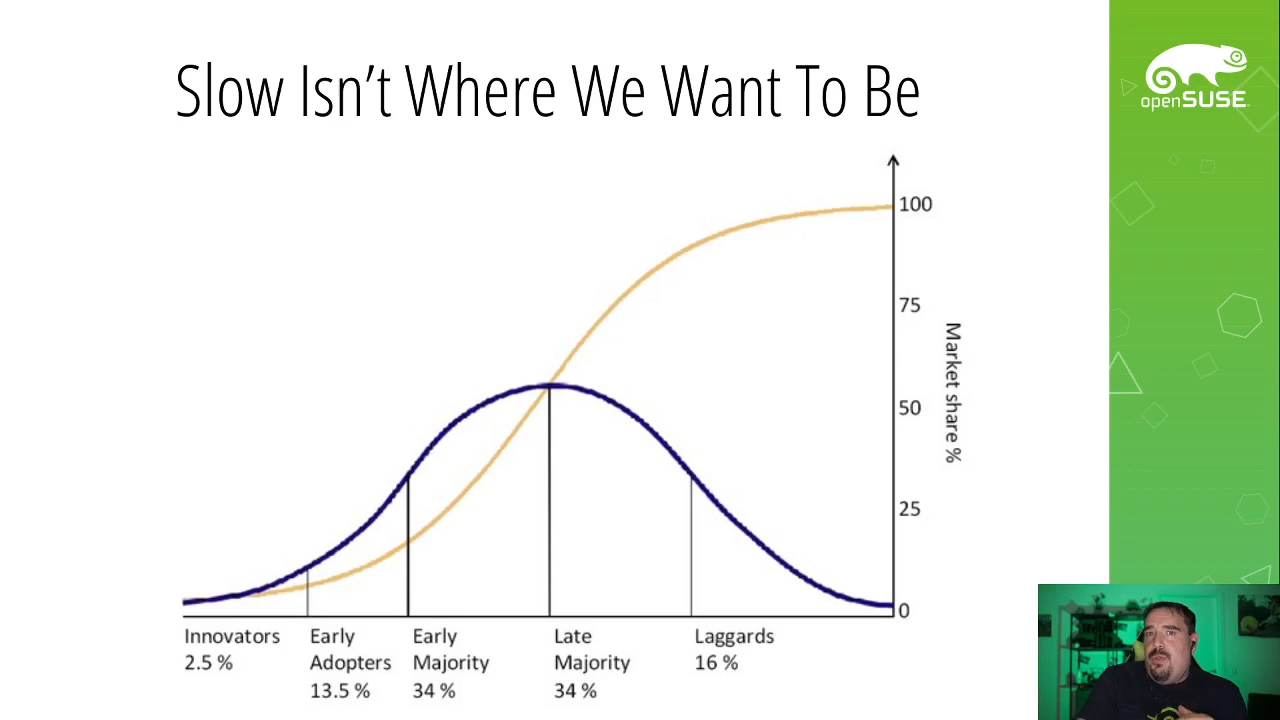 Slow Isn't Where We Want To Be
openSUSE
100
75
50
25
0
Market share %
Innovators
2.5 %
Early
Adopters
13.5 %
Early
Majority
34 %
Late
Majority
34 %
Laggards
16 %